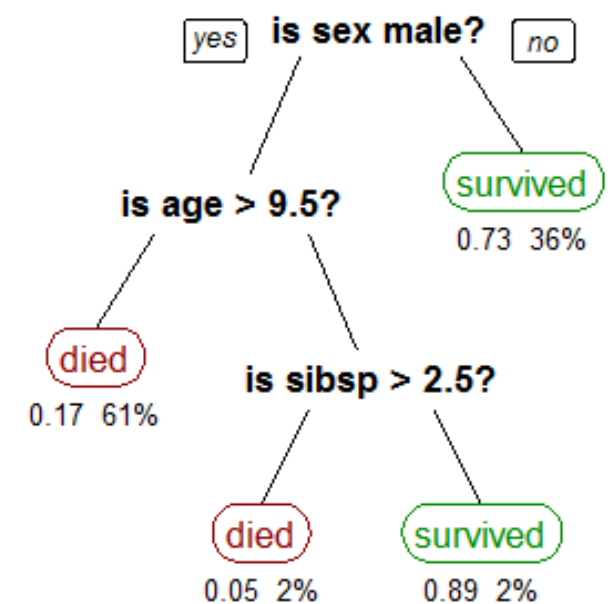 yes
is sex male?
no
is age > 9.5?
survived
0.73 36%
died
0.17 61%
is sibsp > 2.5?
died
0.05 2%
survived
0.89 2%